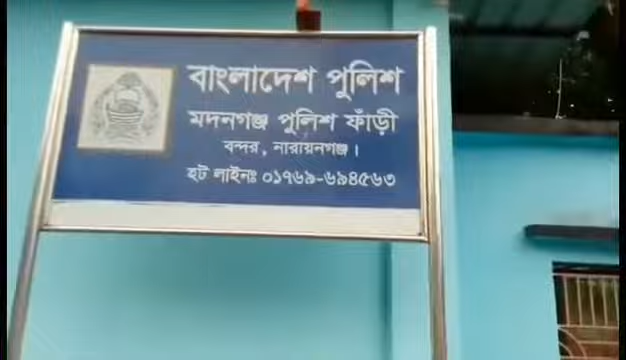 বাংলাদেশ পুলিশ
মদনগঞ্জ পুলিশ ফাঁড়ী
বন্দর, নারায়নগঞ্জ।
হট লাইনঃ ০১৭৬৯-৬৯৪৫৬৩